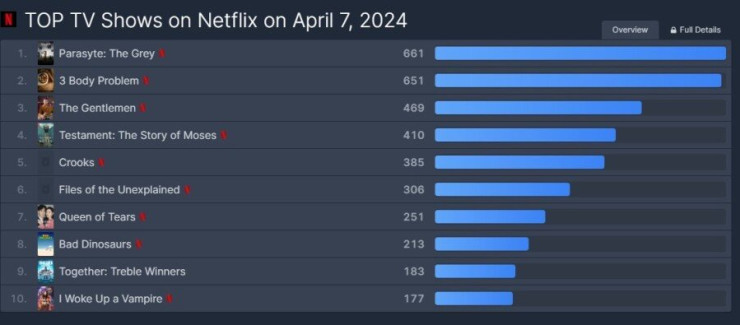 TOP TV Shows on Netflix on April 7, 2024
Overview
Full Details
1. Parasyte: The Grey 661
2. 3 Body Problem 651
3. The Gentlemen 469
4. Testament: The Story of Moses 410
5. Crooks 385
6. Files of the Unexplained 306
7. Queen of Tears 251
8. Bad Dinosaurs 213
9. Together: Treble Winners 183
10. I Woke Up a Vampire 177